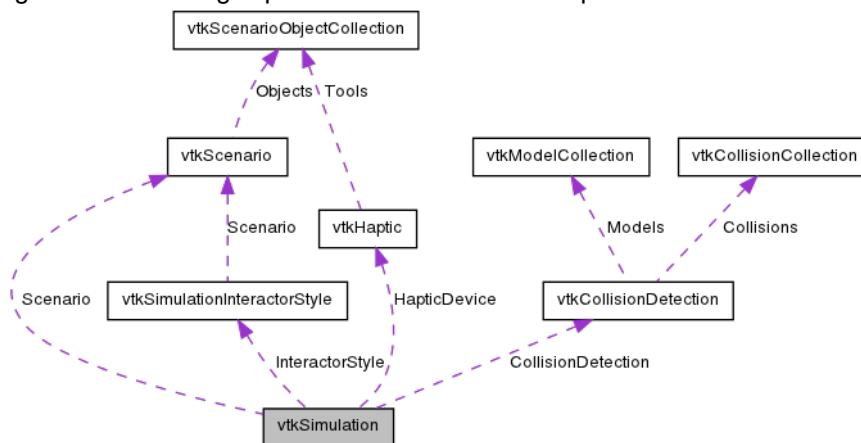 vtkScenarioObjectCollection
Objects Tools
vtkScenario
vtkModelCollection
vtkCollisionCollection
Scenario
vtkHaptic
Models
Collisions
Scenario
vtkSimulationInteractorStyle
HapticDevice
vtkCollisionDetection
InteractorStyle
CollisionDetection
vtkSimulation